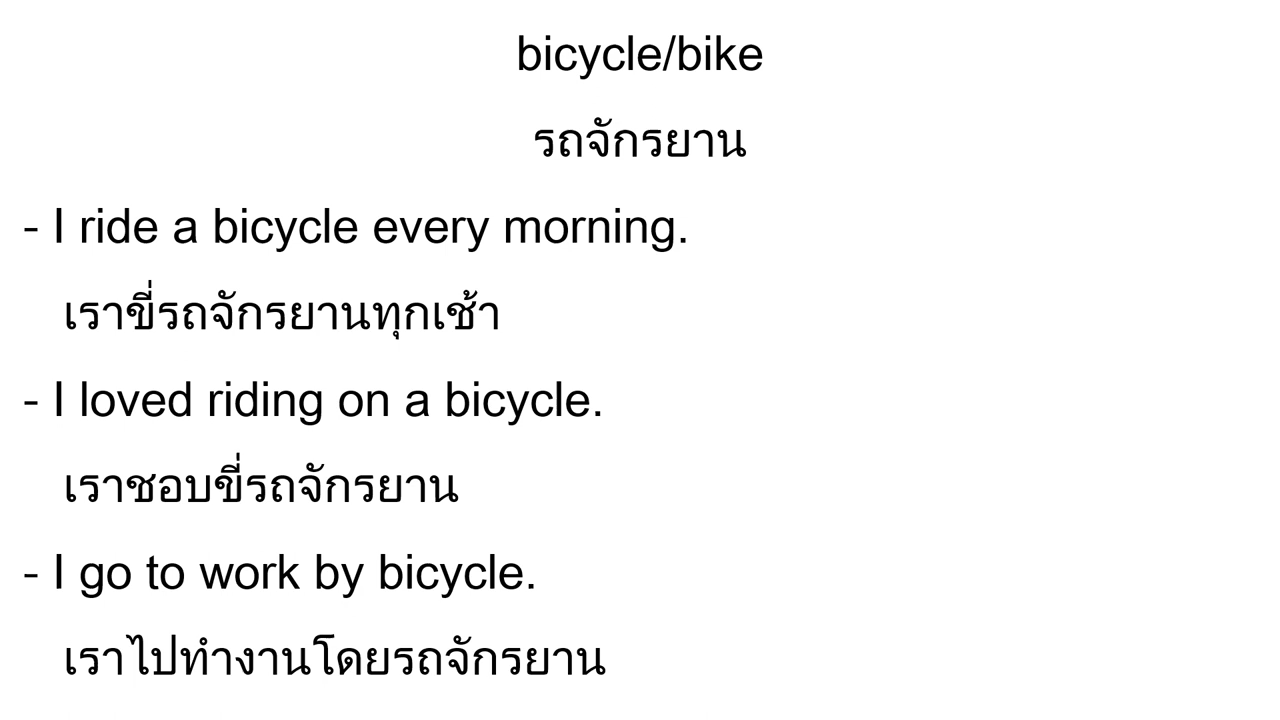 bicycle/bike
รถจักรยาน
- I ride a bicycle every morning.
เราขี่รถจักรยานทุกเช้า
- I loved riding on a bicycle.
เราชอบขี่รถจักรยาน
- I go to work by bicycle.
เราไปทำงานโดยรถจักรยาน